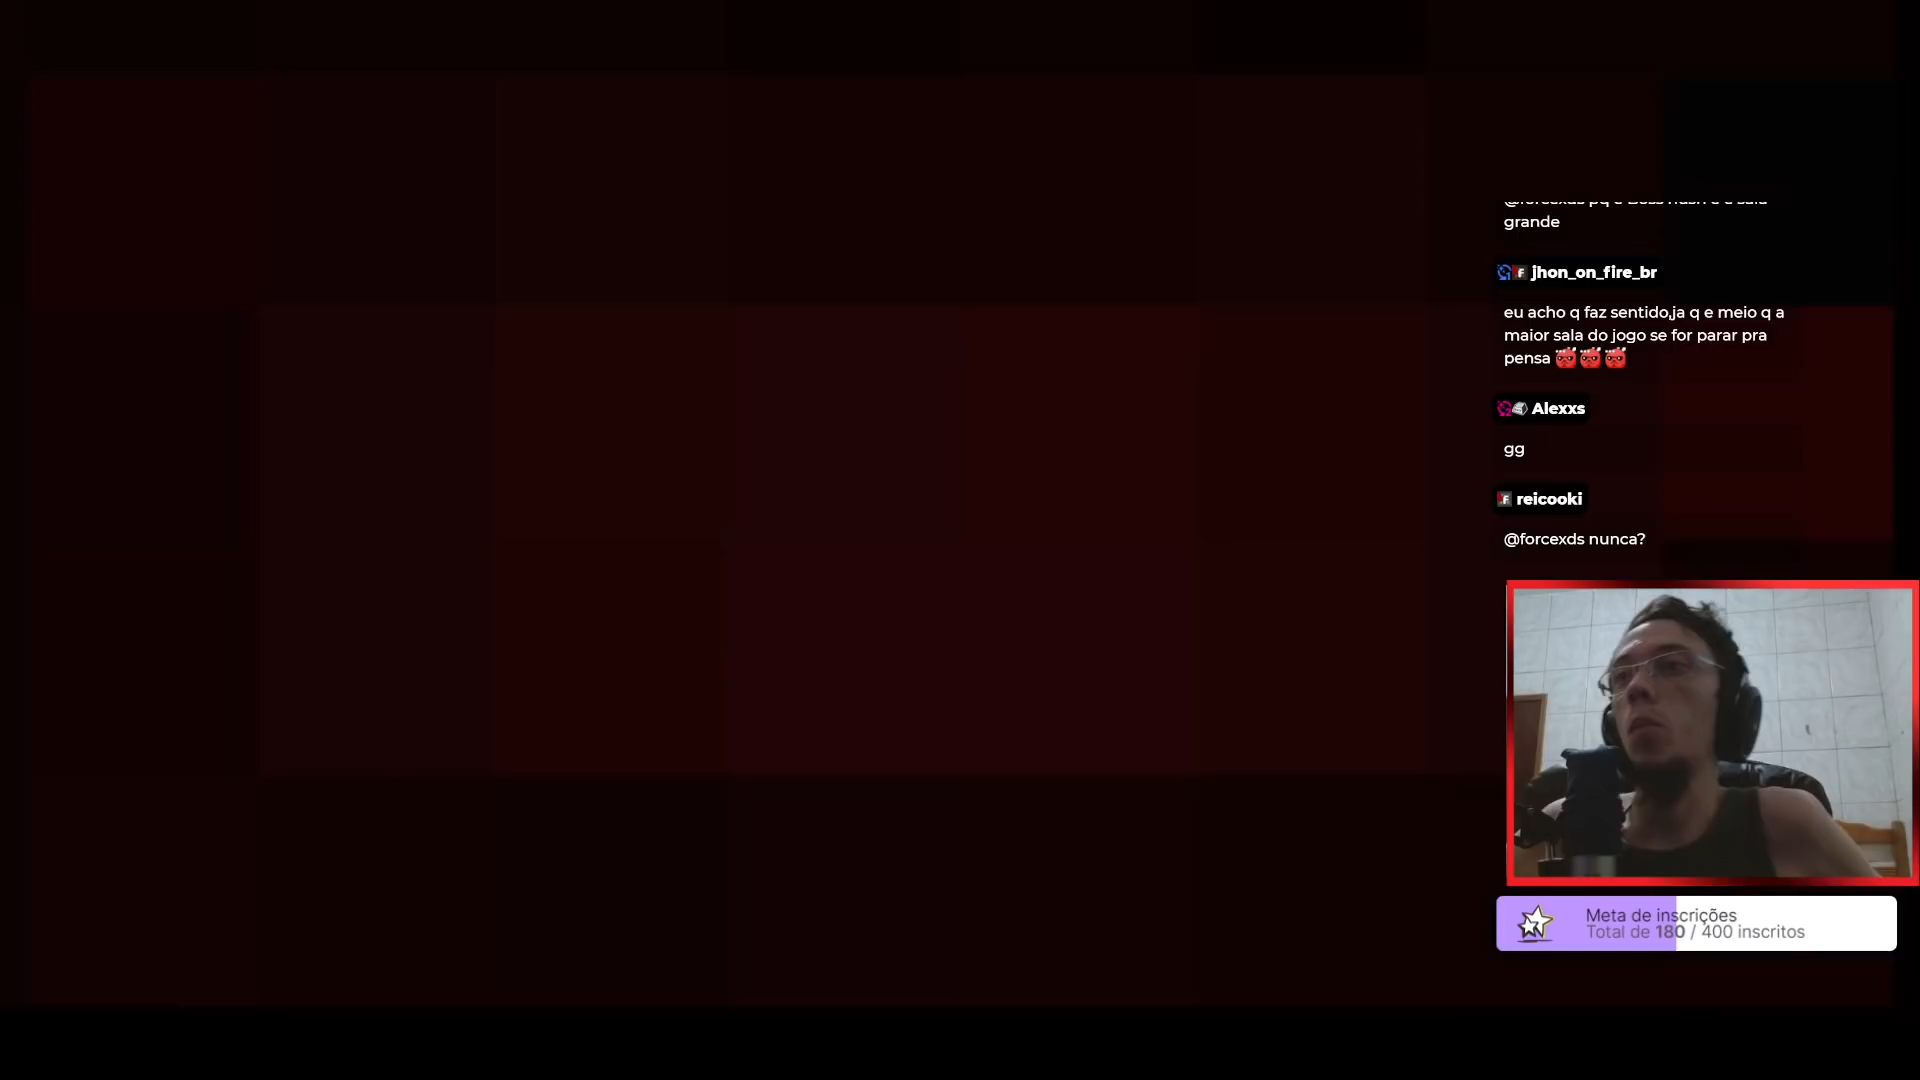 grande
jhon_on_fire_br
eu acho q faz sentido,ja q e meio q a
maior sala do jogo se for parar pra
pensa
Alexxs
gg
reicooki
@forcexds nunca?
Meta de inscrições
Total de 180 / 400 inscritos